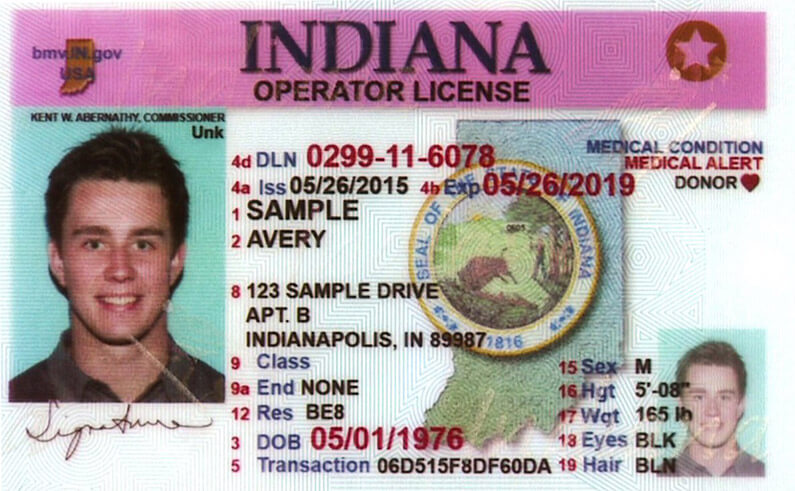 INDIANA
bmv.IN.gov
USA
OPERATOR LICENSE
KENT W. ABERNATHY, COMMISSIONER
Unk
MEDICAL CONDITION
MEDICAL ALERT
DONOR
4d DLN 0299-11-6078
4a Iss 05/26/2015 4b Exp 05/26/2019
1 SAMPLE
2 AVERY
SEAL OF THE STATE OF INDIANA
1816
8 123 SAMPLE DRIVE
APT. B
INDIANAPOLIS, IN 89987
9 Class
9a End NONE
12 Res BE8
3 DOB 05/01/1976
5 Transaction 06D515F8DF60DA
15 Sex M
16 Hgt 5'-08"
17 Wgt 165 lb
18 Eyes BLK
19 Hair BLN
Signature